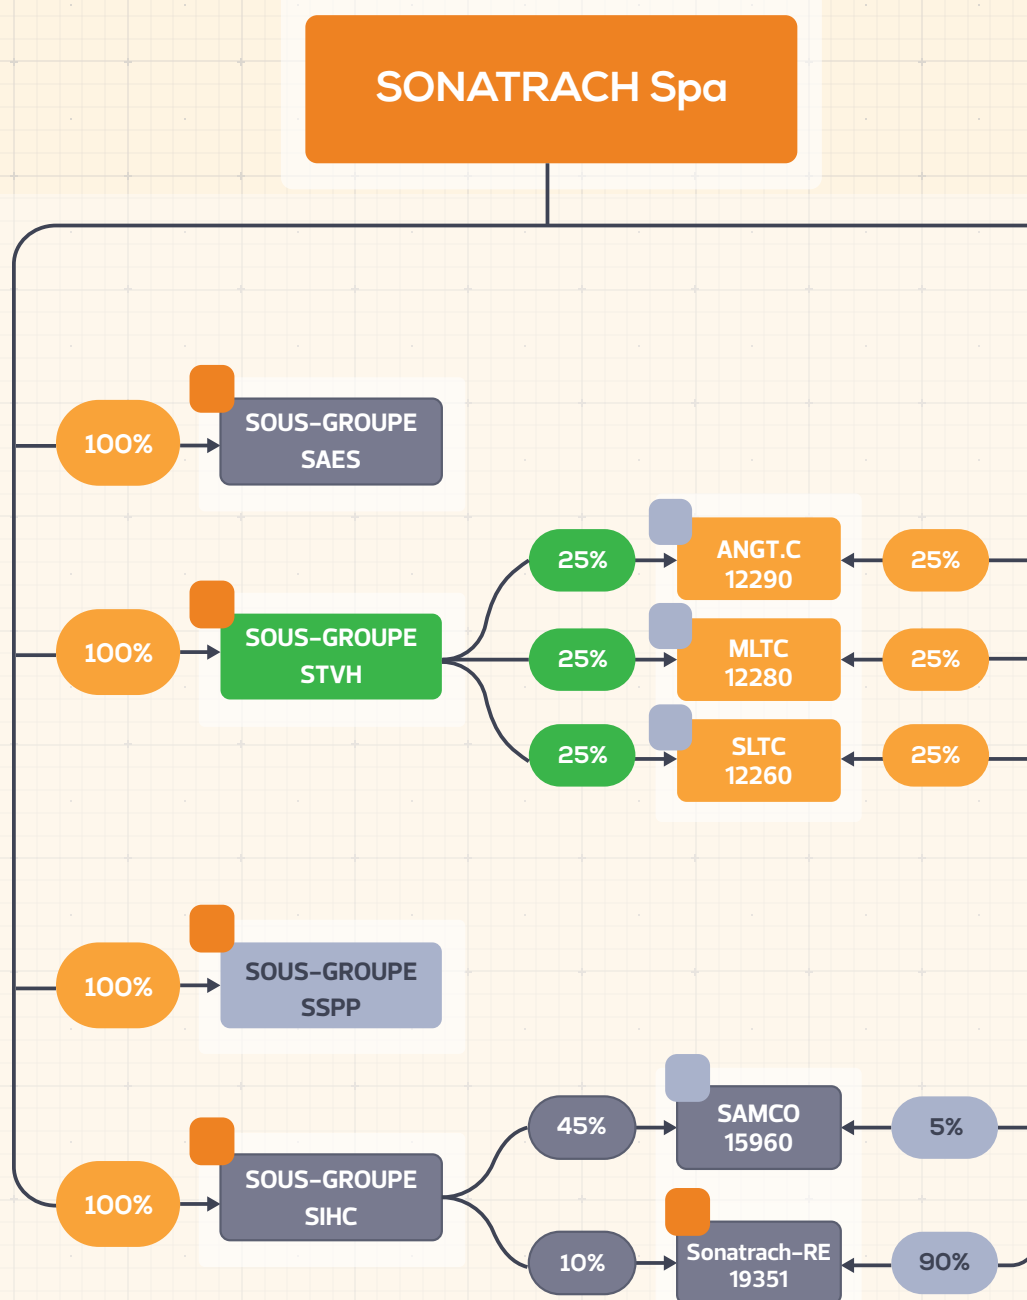 SONATRACH Spa
100%
SOUS-GROUPE
SAES
100%
SOUS-GROUPE
STVH
25%
ANGT.C
12290
25%
25%
MLTC
12280
25%
25%
SLTC
12260
25%
100%
SOUS-GROUPE
SSPP
100%
SOUS-GROUPE
SIHC
45%
SAMCO
15960
5%
10%
Sonatrach-RE
19351
90%